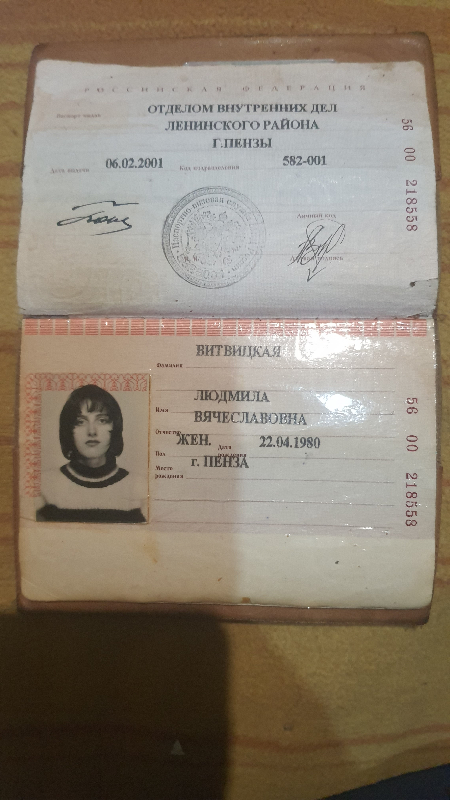 РОССИЙСКАЯ ФЕДЕРАЦИЯ
Паспорт выдан ОТДЕЛОМ ВНУТРЕННИХ ДЕЛ
ЛЕНИНСКОГО РАЙОНА
Г.ПЕНЗЫ
Дата выдачи 06.02.2001 Код подразделения 582-001
Личный код
Паспортно-визовая
56 00 218558
ВИТВИЦКАЯ
Фамилия
ЛЮДМИЛА
Имя
ВЯЧЕСЛАВОВНА
Отчество
ЖЕН. Дата рождения 22.04.1980
Пол
г. ПЕНЗА
Место рождения
56 00 218558